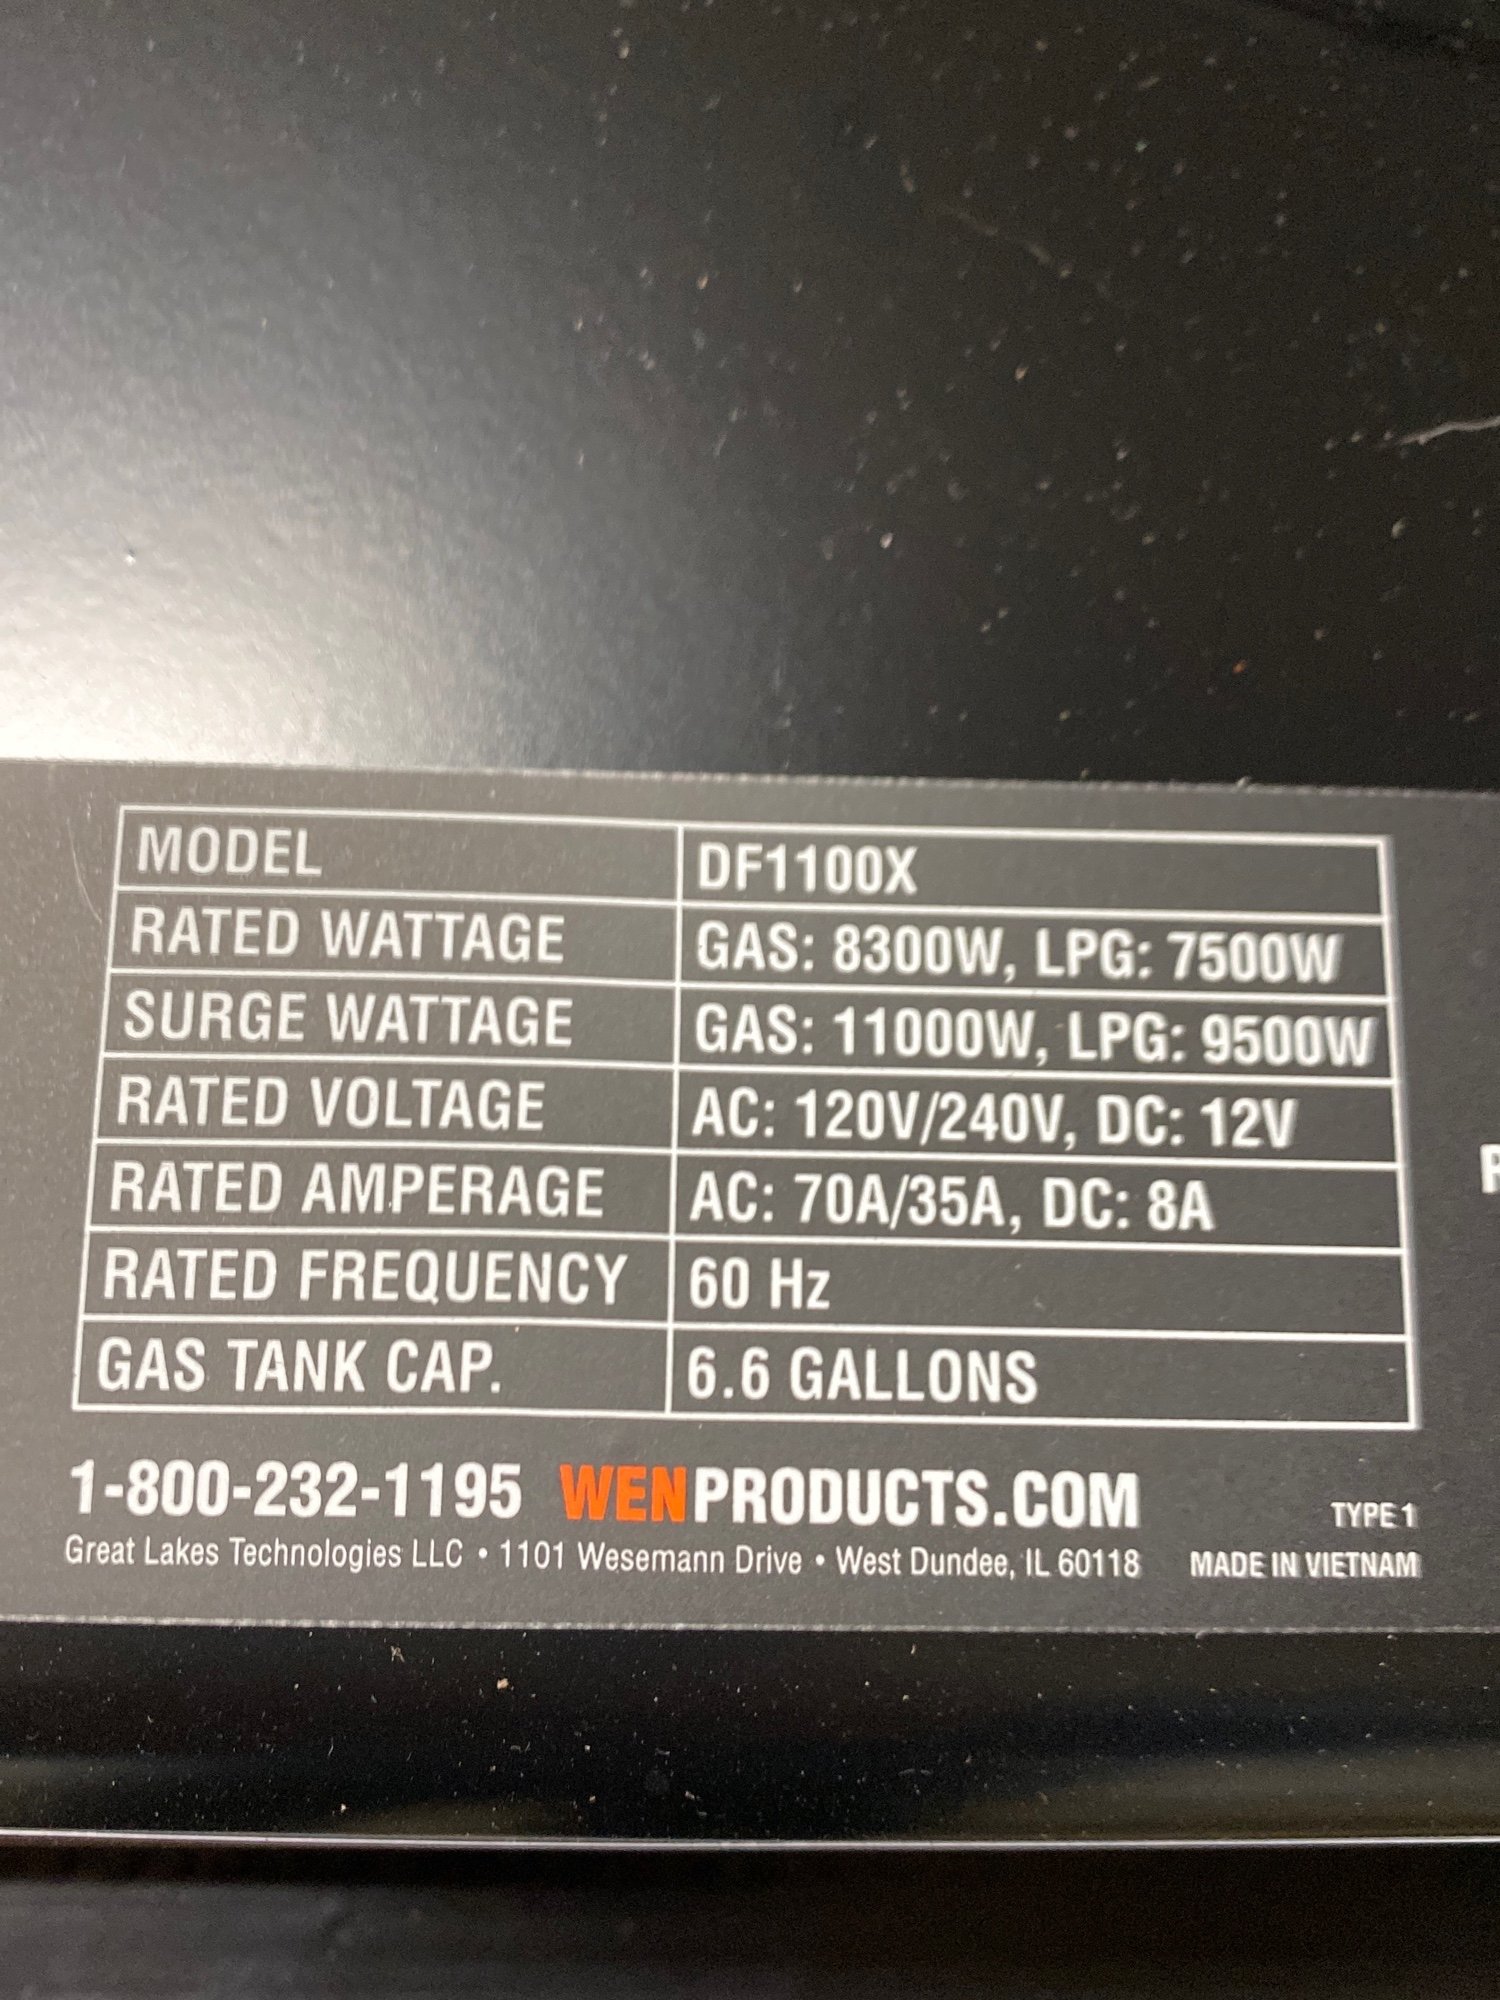 MODEL DF1100X
RATED WATTAGE GAS: 8300W, LPG: 7500W
SURGE WATTAGE GAS: 11000W, LPG: 9500W
RATED VOLTAGE AC: 120V/240V, DC: 12V
RATED AMPERAGE AC: 70A/35A, DC: 8A
RATED FREQUENCY 60 Hz
GAS TANK CAP. 6.6 GALLONS
1-800-232-1195 WENPRODUCTS.COM TYPE 1
Great Lakes Technologies LLC • 1101 Wesemann Drive • West Dundee, IL 60118 MADE IN VIETNAM